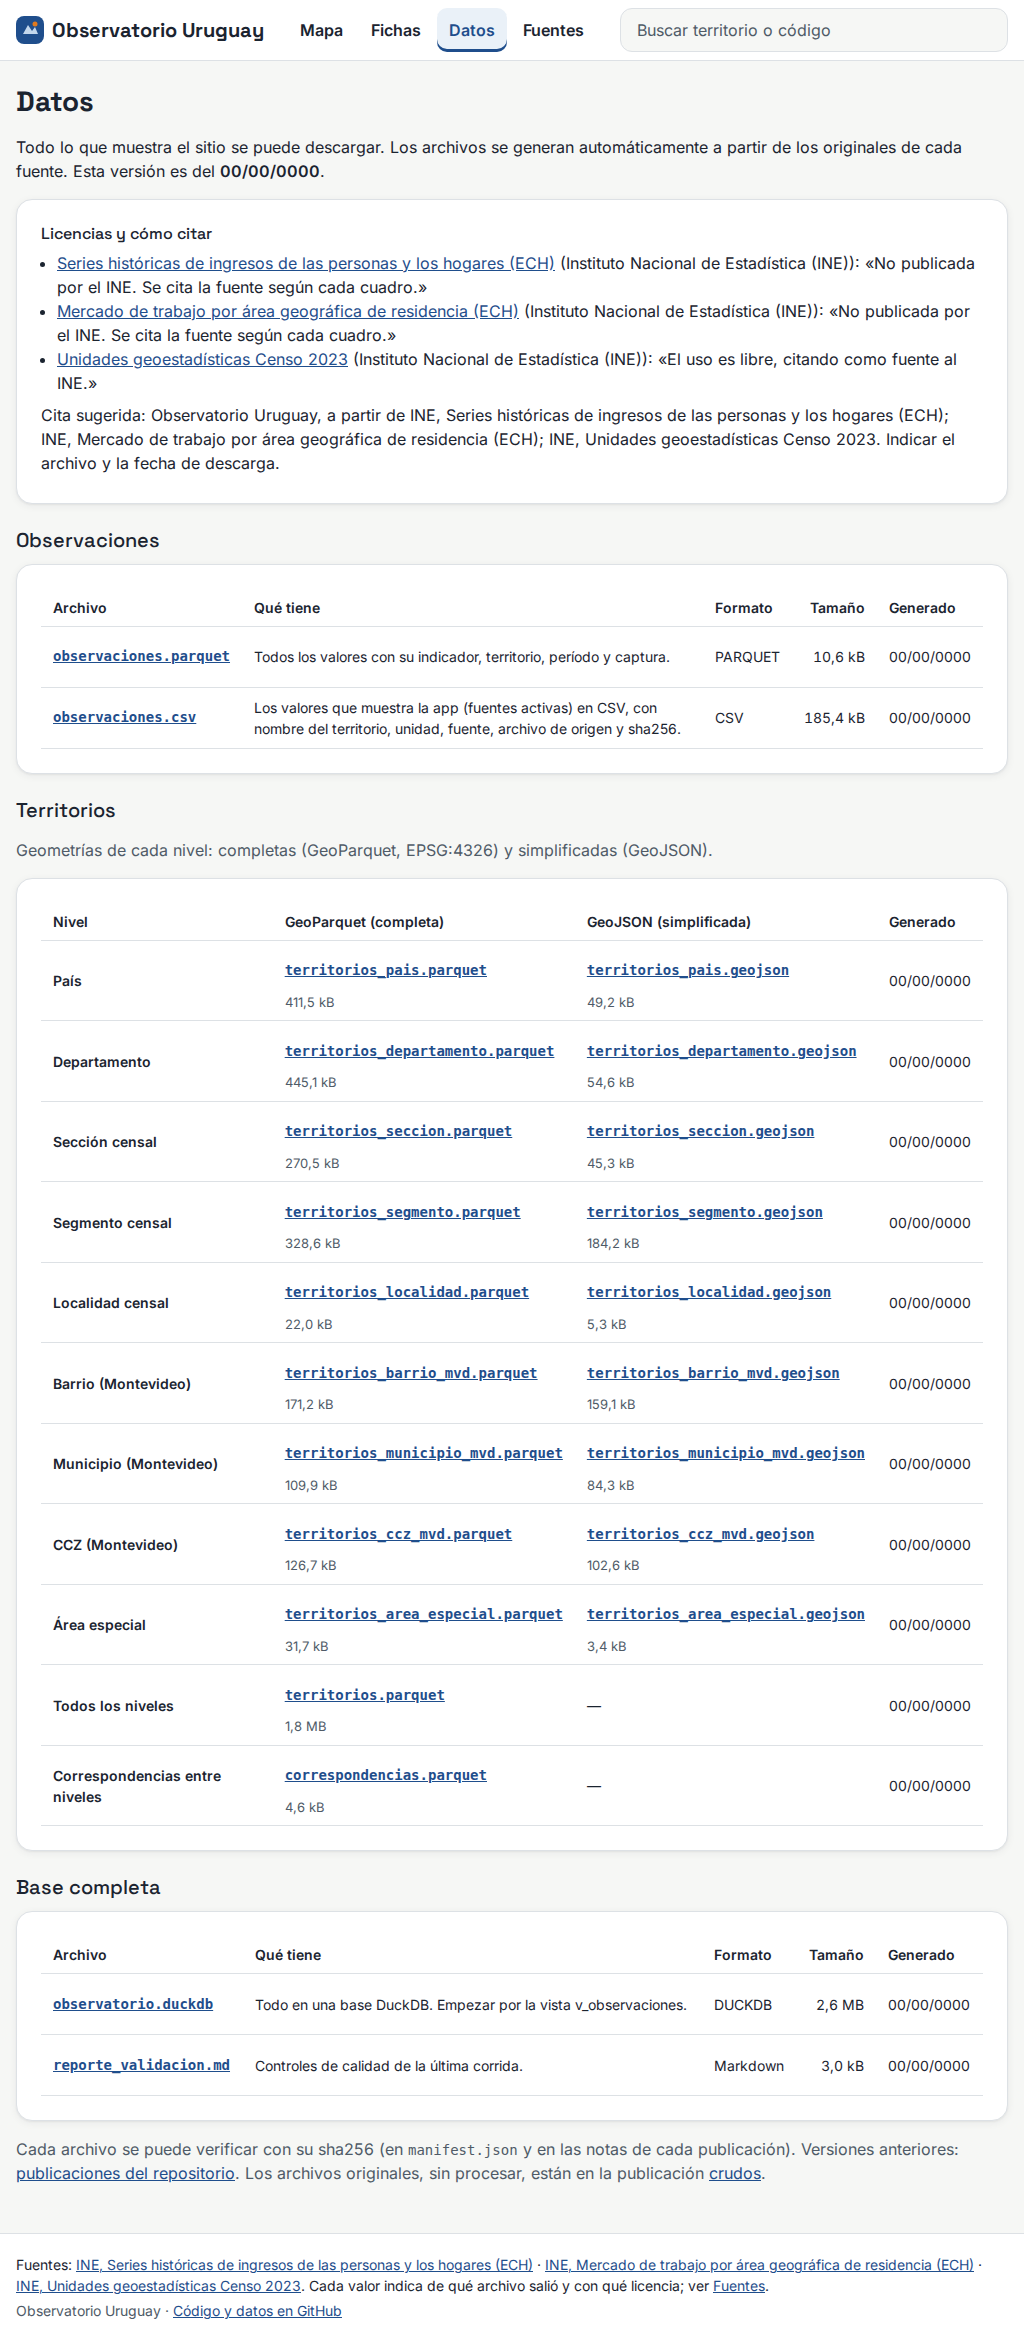 Observatorio Uruguay
Mapa
Fichas
Datos
Fuentes
Buscar territorio o código
Datos
Todo lo que muestra el sitio se puede descargar. Los archivos se generan automáticamente a partir de los originales de cada
fuente. Esta versión es del 00/00/0000.
Licencias y cómo citar
• Series históricas de ingresos de las personas y los hogares (ECH) (Instituto Nacional de Estadística (INE)): «No publicada
por el INE. Se cita la fuente según cada cuadro.»
• Mercado de trabajo por área geográfica de residencia (ECH) (Instituto Nacional de Estadística (INE)): «No publicada por
el INE. Se cita la fuente según cada cuadro.»
• Unidades geoestadísticas Censo 2023 (Instituto Nacional de Estadística (INE)): «El uso es libre, citando como fuente al
INE.»
Cita sugerida: Observatorio Uruguay, a partir de INE, Series históricas de ingresos de las personas y los hogares (ECH);
INE, Mercado de trabajo por área geográfica de residencia (ECH); INE, Unidades geoestadísticas Censo 2023. Indicar el
archivo y la fecha de descarga.
Observaciones
Archivo Qué tiene Formato Tamaño Generado
observaciones.parquet Todos los valores con su indicador, territorio, período y captura. PARQUET 10,6 kB 00/00/0000
observaciones.csv Los valores que muestra la app (fuentes activas) en CSV, con
nombre del territorio, unidad, fuente, archivo de origen y sha256. CSV 185,4 kB 00/00/0000
Territorios
Geometrías de cada nivel: completas (GeoParquet, EPSG:4326) y simplificadas (GeoJSON).
Nivel GeoParquet (completa) GeoJSON (simplificada) Generado
País territorios_pais.parquet territorios_pais.geojson 00/00/0000
411,5 kB 49,2 kB
Departamento territorios_departamento.parquet territorios_departamento.geojson 00/00/0000
445,1 kB 54,6 kB
Sección censal territorios_seccion.parquet territorios_seccion.geojson 00/00/0000
270,5 kB 45,3 kB
Segmento censal territorios_segmento.parquet territorios_segmento.geojson 00/00/0000
328,6 kB 184,2 kB
Localidad censal territorios_localidad.parquet territorios_localidad.geojson 00/00/0000
22,0 kB 5,3 kB
Barrio (Montevideo) territorios_barrio_mvd.parquet territorios_barrio_mvd.geojson 00/00/0000
171,2 kB 159,1 kB
Municipio (Montevideo) territorios_municipio_mvd.parquet territorios_municipio_mvd.geojson 00/00/0000
109,9 kB 84,3 kB
CCZ (Montevideo) territorios_ccz_mvd.parquet territorios_ccz_mvd.geojson 00/00/0000
126,7 kB 102,6 kB
Área especial territorios_area_especial.parquet territorios_area_especial.geojson 00/00/0000
31,7 kB 3,4 kB
Todos los niveles territorios.parquet — 00/00/0000
1,8 MB
Correspondencias entre
niveles correspondencias.parquet — 00/00/0000
4,6 kB
Base completa
Archivo Qué tiene Formato Tamaño Generado
observatorio.duckdb Todo en una base DuckDB. Empezar por la vista v_observaciones. DUCKDB 2,6 MB 00/00/0000
reporte_validacion.md Controles de calidad de la última corrida. Markdown 3,0 kB 00/00/0000
Cada archivo se puede verificar con su sha256 (en manifest.json y en las notas de cada publicación). Versiones anteriores:
publicaciones del repositorio. Los archivos originales, sin procesar, están en la publicación crudos.
Fuentes: INE, Series históricas de ingresos de las personas y los hogares (ECH) · INE, Mercado de trabajo por área geográfica de residencia (ECH) ·
INE, Unidades geoestadísticas Censo 2023. Cada valor indica de qué archivo salió y con qué licencia; ver Fuentes.
Observatorio Uruguay · Código y datos en GitHub